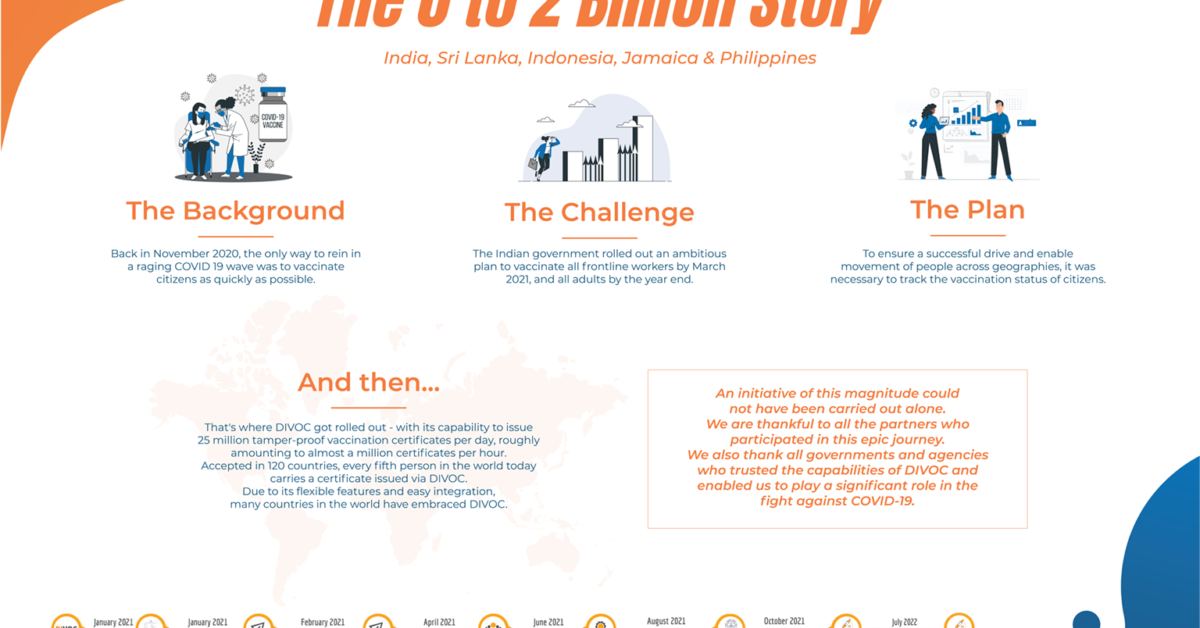 The 0 to 2 Billion Story
India, Sri Lanka, Indonesia, Jamaica & Philippines
COVID-19
VACCINE
The Background
Back in November 2020, the only way to rein in
a raging COVID 19 wave was to vaccinate
citizens as quickly as possible.
The Challenge
The Indian government rolled out an ambitious
plan to vaccinate all frontline workers by March
2021, and all adults by the year end.
The Plan
To ensure a successful drive and enable
movement of people across geographies, it was
necessary to track the vaccination status of citizens.
And then...
That's where DIVOC got rolled out - with its capability to issue
25 million tamper-proof vaccination certificates per day, roughly
amounting to almost a million certificates per hour.
Accepted in 120 countries, every fifth person in the world today
carries a certificate issued via DIVOC.
Due to its flexible features and easy integration,
many countries in the world have embraced DIVOC.
An initiative of this magnitude could
not have been carried out alone.
We are thankful to all the partners who
participated in this epic journey.
We also thank all governments and agencies
who trusted the capabilities of DIVOC and
enabled us to play a significant role in the
fight against COVID-19.
January 2021
January 2021
February 2021
April 2021
June 2021
August 2021
October 2021
July 2022